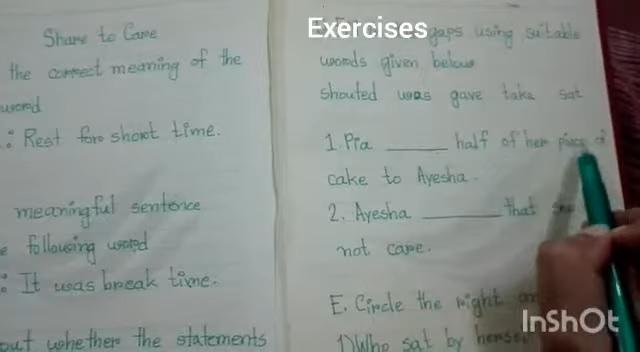 Share to Care
the correct meaning of the
word
: Rest for short time.
meaningful sentence
following word
: It was break time.
out whether the statements
Exercises
gaps using suitable
words given below
shouted was gave take sat
1. Pia ______ half of her piece of
cake to Ayesha.
2. Ayesha ______ that
not care.
E. Circle the right
1) Who sat by
InShOt